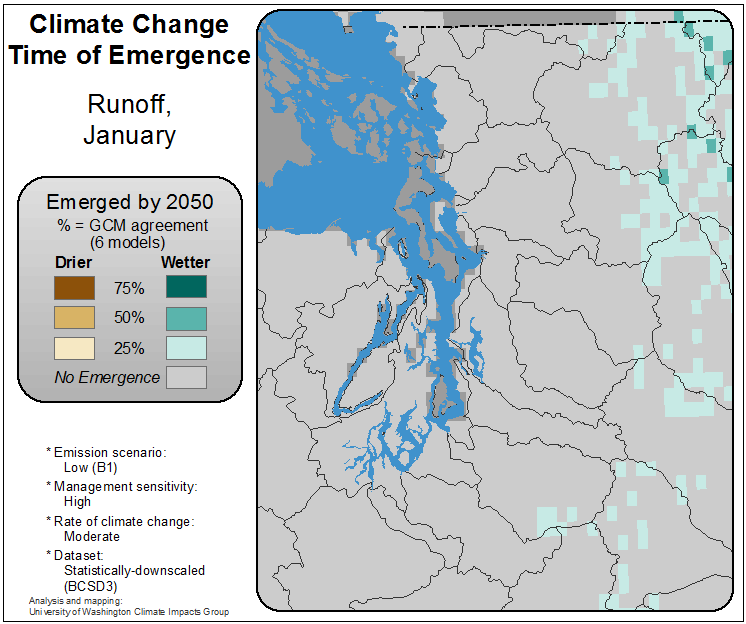 Climate Change
Time of Emergence
Runoff,
January
Emerged by 2050
% = GCM agreement
(6 models)
Drier Wetter
75%
50%
25%
No Emergence
* Emission scenario:
Low (B1)
* Management sensitivity:
High
* Rate of climate change:
Moderate
* Dataset:
Statistically-downscaled
(BCSD3)
Analysis and mapping:
University of Washington Climate Impacts Group